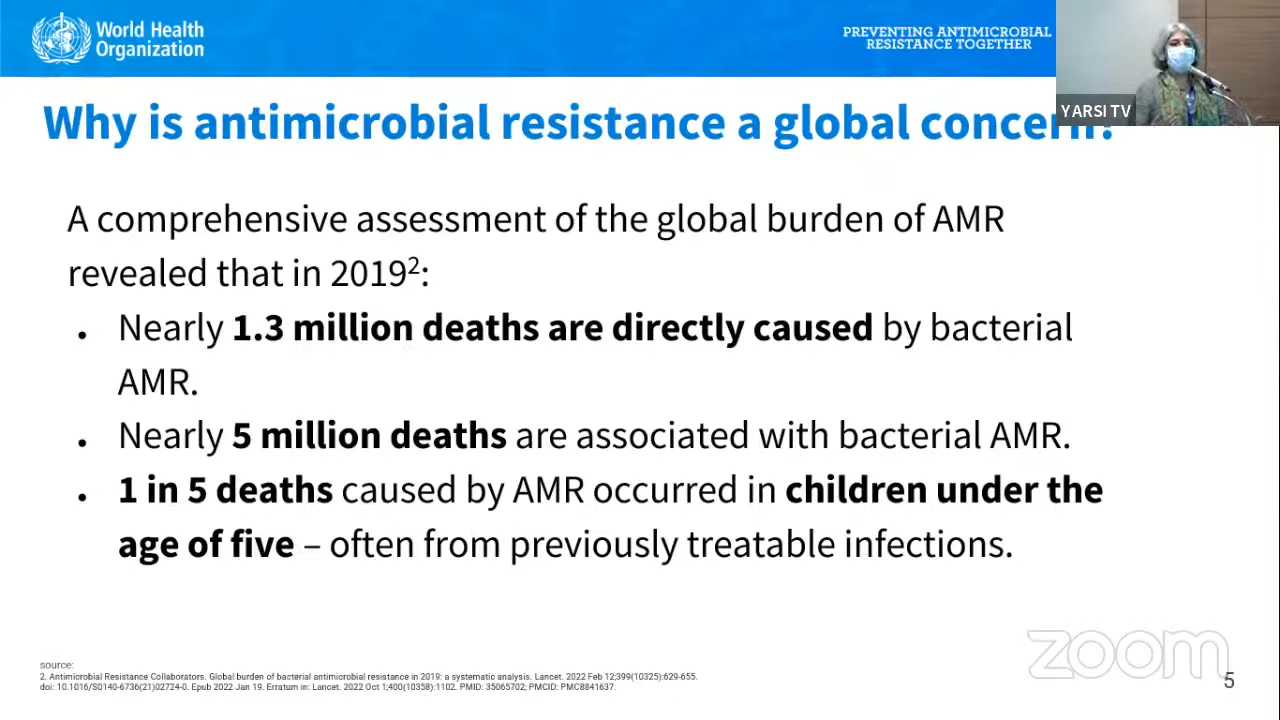 World Health
Organization
PREVENTING ANTIMICROBIAL
RESISTANCE TOGETHER
YARSI TV
Why is antimicrobial resistance a global concern?
A comprehensive assessment of the global burden of AMR
revealed that in 2019²:
• Nearly 1.3 million deaths are directly caused by bacterial
AMR.
• Nearly 5 million deaths are associated with bacterial AMR.
• 1 in 5 deaths caused by AMR occurred in children under the
age of five – often from previously treatable infections.
zoom
source:
2. Antimicrobial Resistance Collaborators. Global burden of bacterial antimicrobial resistance in 2019: a systematic analysis. Lancet. 2022 Feb 12;399(10325):629-655.
doi: 10.1016/S0140-6736(21)02724-0. Epub 2022 Jan 19. Erratum in: Lancet. 2022 Oct 1;400(10358):1102. PMID: 35065702; PMCID: PMC8841637.
5